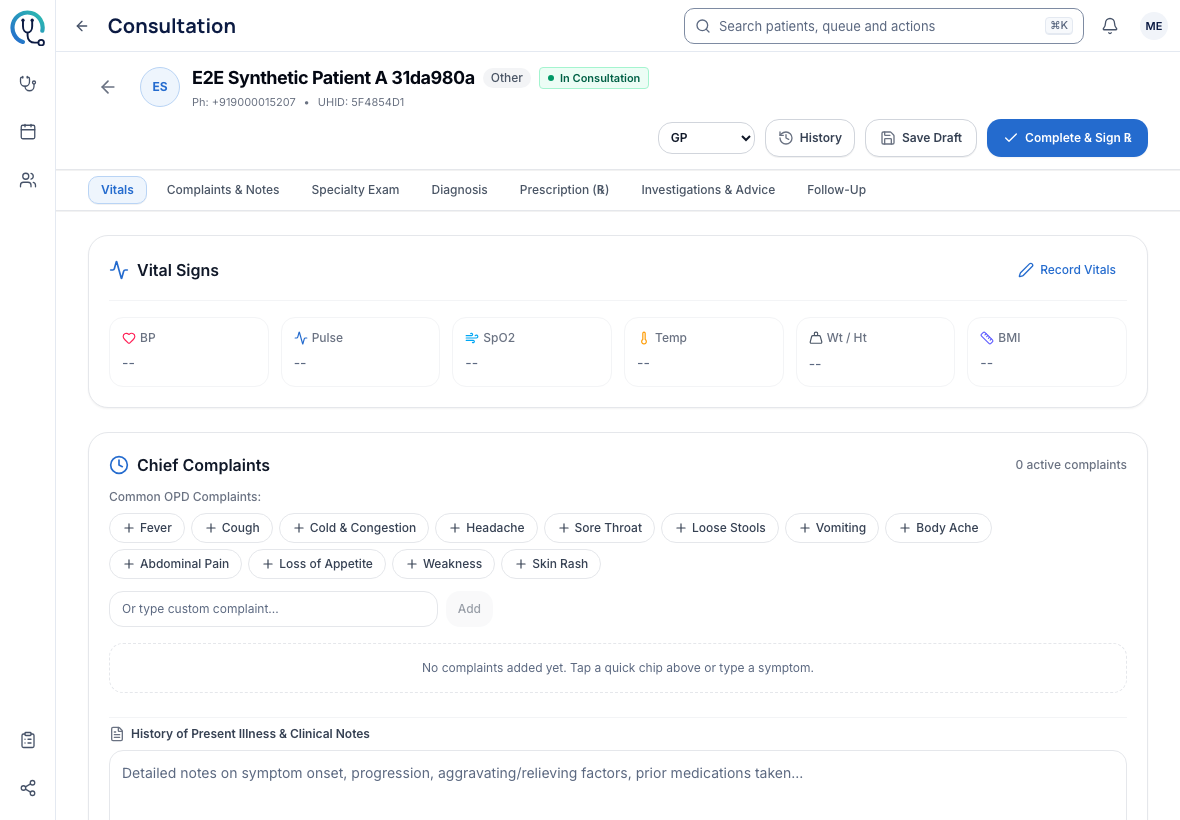 Consultation
Search patients, queue and actions
⌘K
ME
ES
E2E Synthetic Patient A 31da980a
Other
In Consultation
Ph: +919000015207 • UHID: 5F4854D1
GP
History
Save Draft
Complete & Sign ℞
Vitals
Complaints & Notes
Specialty Exam
Diagnosis
Prescription (℞)
Investigations & Advice
Follow-Up
Vital Signs
Record Vitals
BP
--
Pulse
--
SpO2
--
Temp
--
Wt / Ht
--
BMI
--
Chief Complaints
0 active complaints
Common OPD Complaints:
Fever
Cough
Cold & Congestion
Headache
Sore Throat
Loose Stools
Vomiting
Body Ache
Abdominal Pain
Loss of Appetite
Weakness
Skin Rash
Or type custom complaint...
Add
No complaints added yet. Tap a quick chip above or type a symptom.
History of Present Illness & Clinical Notes
Detailed notes on symptom onset, progression, aggravating/relieving factors, prior medications taken...